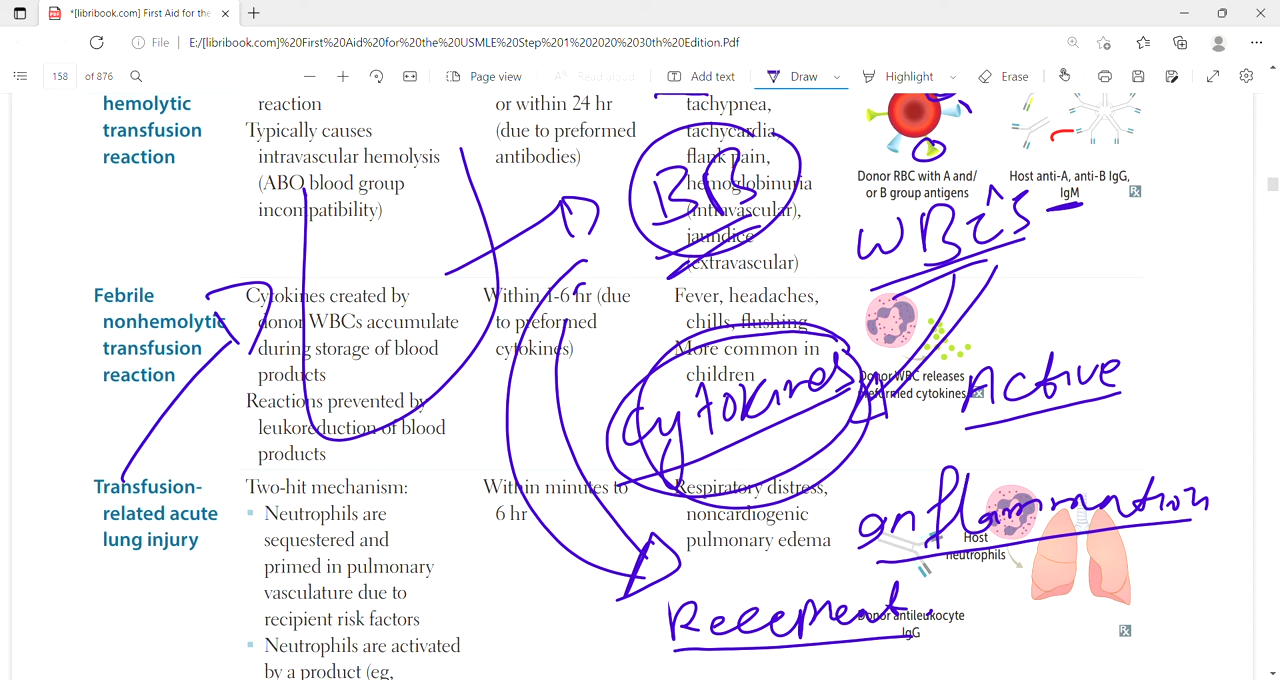 *[libribook.com] First Aid for the
File
E:/[libribook.com]%20First%20Aid%20for%20the%20USMLE%20Step%201%202020%2030th%20Edition.Pdf
158 of 876
Page view
Read aloud
Add text
Draw
Highlight
Erase
hemolytic
transfusion
reaction
reaction
Typically causes
intravascular hemolysis
(ABO blood group
incompatibility)
or within 24 hr
(due to preformed
antibodies)
tachypnea,
tachycardia,
flank pain,
hemoglobinuria
(intravascular),
jaundice
(extravascular)
BB
Donor RBC with A and/
or B group antigens
Host anti-A, anti-B IgG,
IgM
WBC's
Febrile
nonhemolytic
transfusion
reaction
Cytokines created by
donor WBCs accumulate
during storage of blood
products
Reactions prevented by
leukoreduction of blood
products
Within 1-6 hr (due
to preformed
cytokines)
Fever, headaches,
chills, flushing
More common in
children
Cytokines
Donor WBC releases
preformed cytokines
Active
Transfusion-
related acute
lung injury
Two-hit mechanism:
Neutrophils are
sequestered and
primed in pulmonary
vasculature due to
recipient risk factors
Neutrophils are activated
by a product (eg,
Within minutes to
6 hr
Respiratory distress,
noncardiogenic
pulmonary edema
Inflammation
Host
neutrophils
Donor antileukocyte
IgG